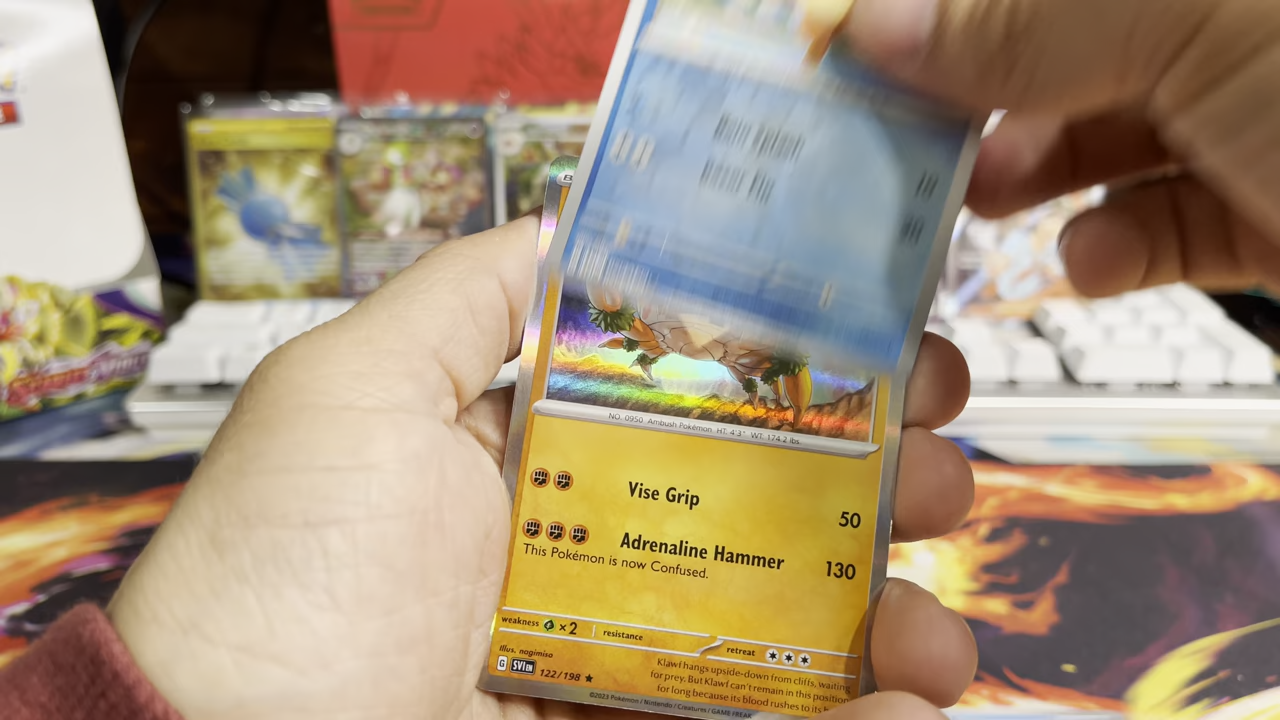 NO. 0950 Ambush Pokémon HT: 4'3" WT: 174.2 lbs.
Vise Grip
50
Adrenaline Hammer
130
This Pokémon is now Confused.
weakness ×2 resistance
retreat
Illus. nagimiso
G SVI EN 122/198
Klawf hangs upside-down from cliffs, waiting
for prey. But Klawf can't remain in this position
for long because its blood rushes to its
©2023 Pokémon / Nintendo / Creatures / GAME FREAK